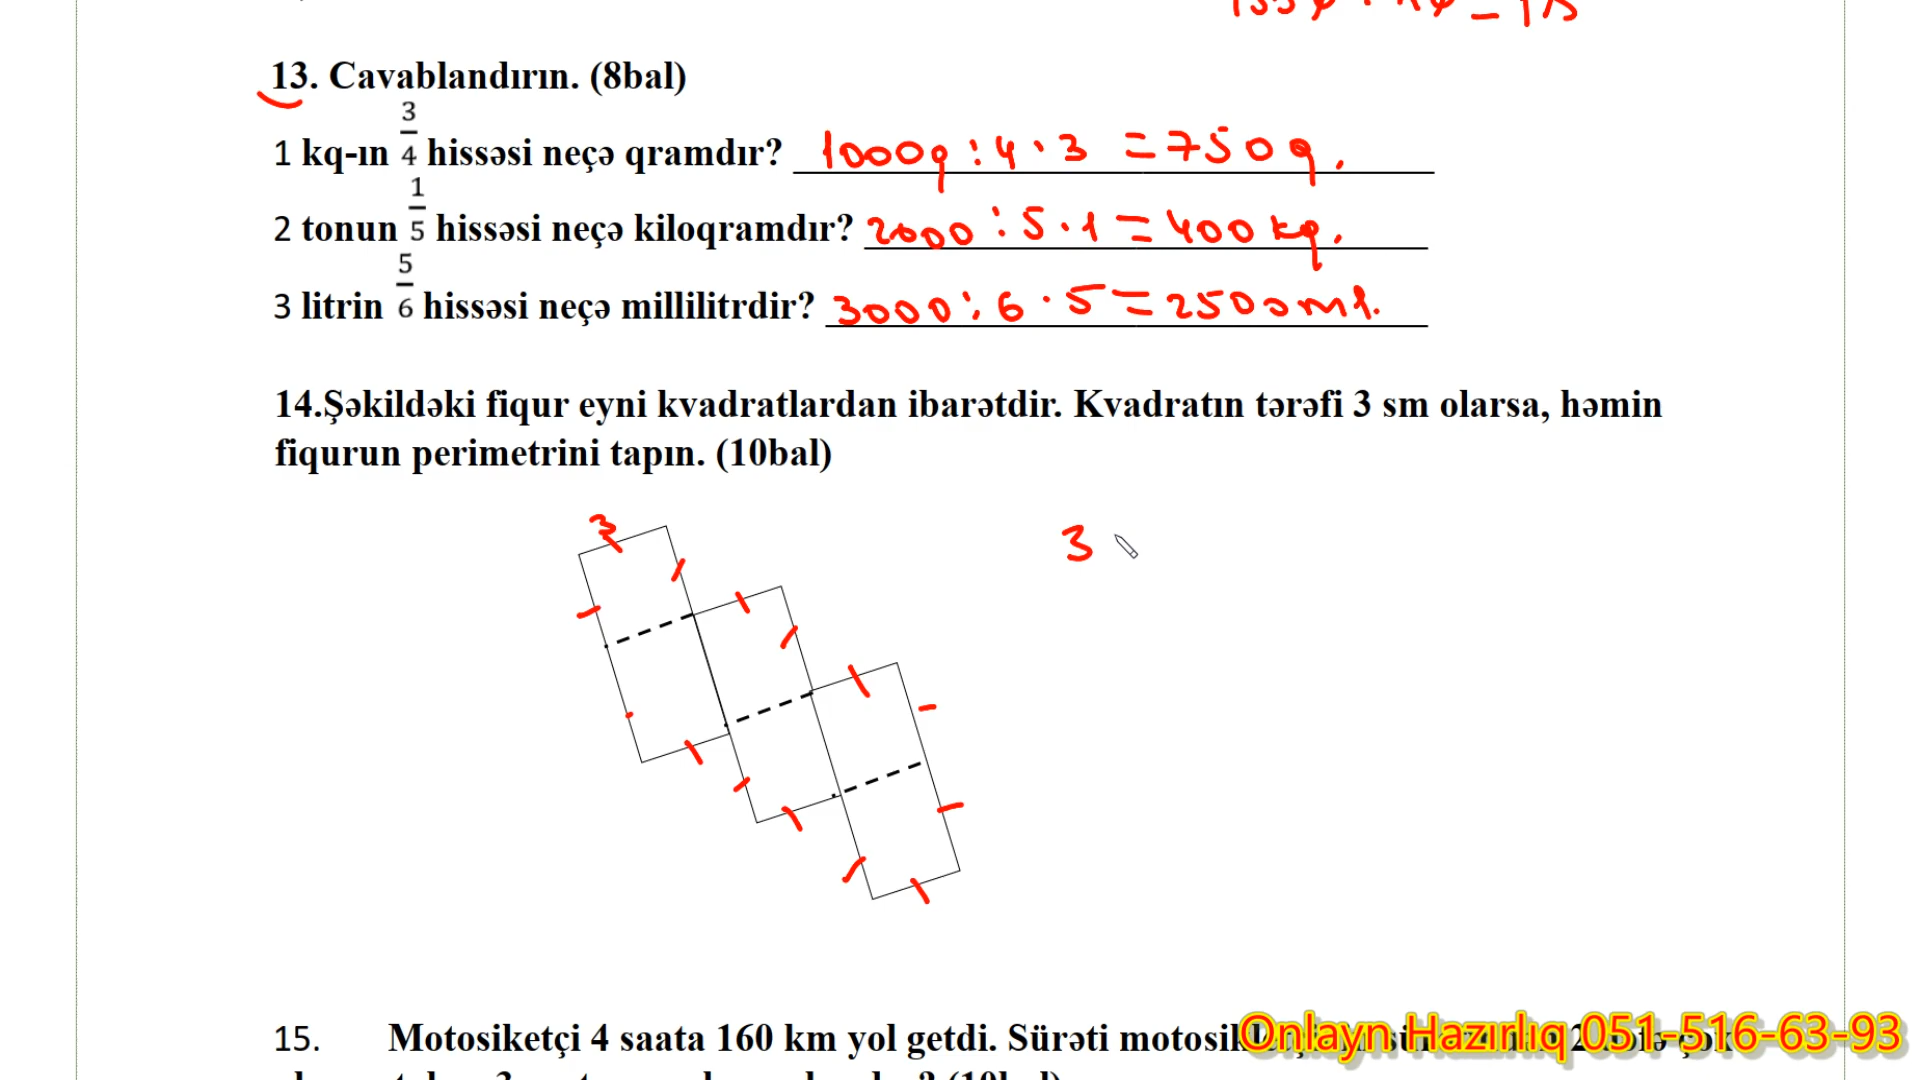 13. Cavablandırın. (8bal)
1 kq-ın 3/4 hissəsi neçə qramdır? 1000q : 4 · 3 = 750 q.
2 tonun 1/5 hissəsi neçə kiloqramdır? 2000 : 5 · 1 = 400 kq.
3 litrin 5/6 hissəsi neçə millilitrdir? 3000 : 6 · 5 = 2500 ml.
14.Şəkildəki fiqur eyni kvadratlardan ibarətdir. Kvadratın tərəfi 3 sm olarsa, həmin
fiqurun perimetrini tapın. (10bal)
3
3
15. Motosiketçi 4 saata 160 km yol getdi. Sürəti
Onlayn Hazırlıq 051-516-63-93